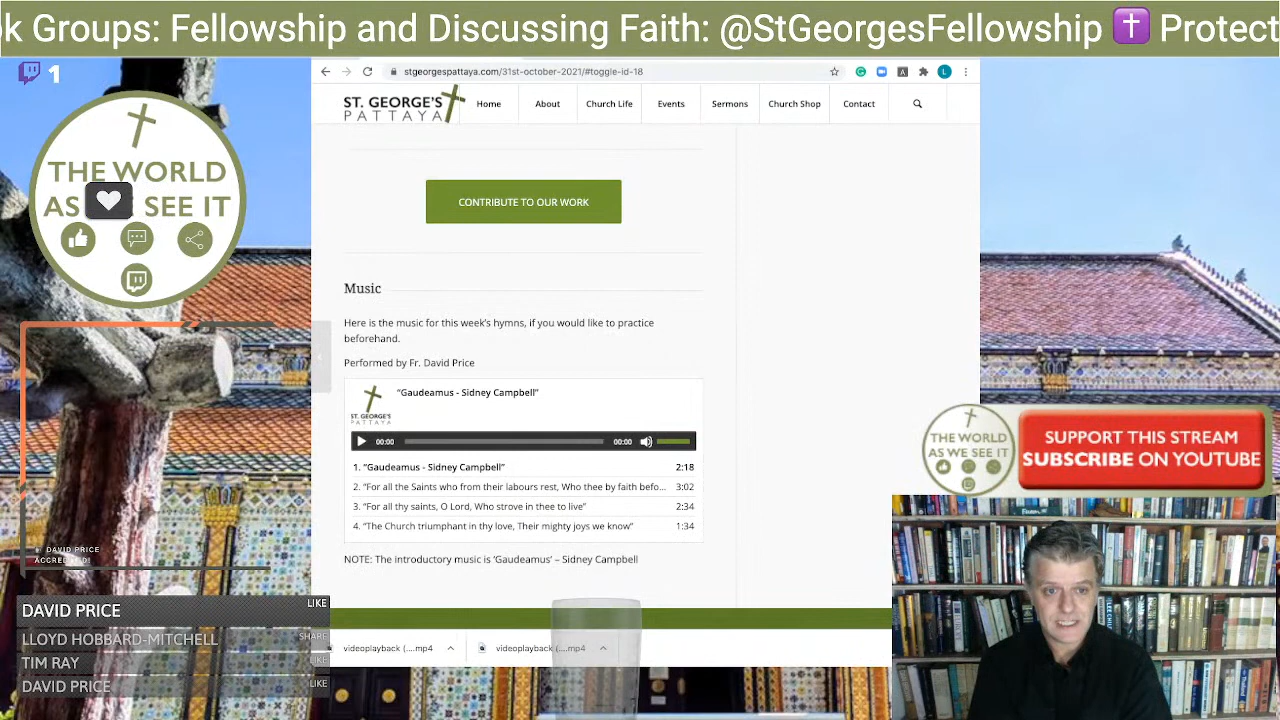 k Groups: Fellowship and Discussing Faith: @StGeorgesFellowship ✝ Protect
1
THE WORLD
AS SEE IT
stgeorgespattaya.com/31st-october-2021/#toggle-id-18
L
ST. GEORGE'S
PATTAYA
Home
About
Church Life
Events
Sermons
Church Shop
Contact
CONTRIBUTE TO OUR WORK
Music
Here is the music for this week's hymns, if you would like to practice
beforehand.
Performed by Fr. David Price
"Gaudeamus - Sidney Campbell"
ST. GEORGE'S
PATTAYA
00:00
00:00
1. "Gaudeamus - Sidney Campbell" 2:18
2. "For all the Saints who from their labours rest, Who thee by faith befo... 3:02
3. "For all thy saints, O Lord, Who strove in thee to live" 2:34
4. "The Church triumphant in thy love, Their mighty joys we know" 1:34
NOTE: The introductory music is 'Gaudeamus' – Sidney Campbell
videoplayback (....mp4
videoplayback (....mp4
THE WORLD
AS WE SEE IT
SUPPORT THIS STREAM
SUBSCRIBE ON YOUTUBE
DAVID PRICE
DAVID PRICE LIKE
LLOYD HOBBARD-MITCHELL SHARE
TIM RAY LIKE
DAVID PRICE LIKE